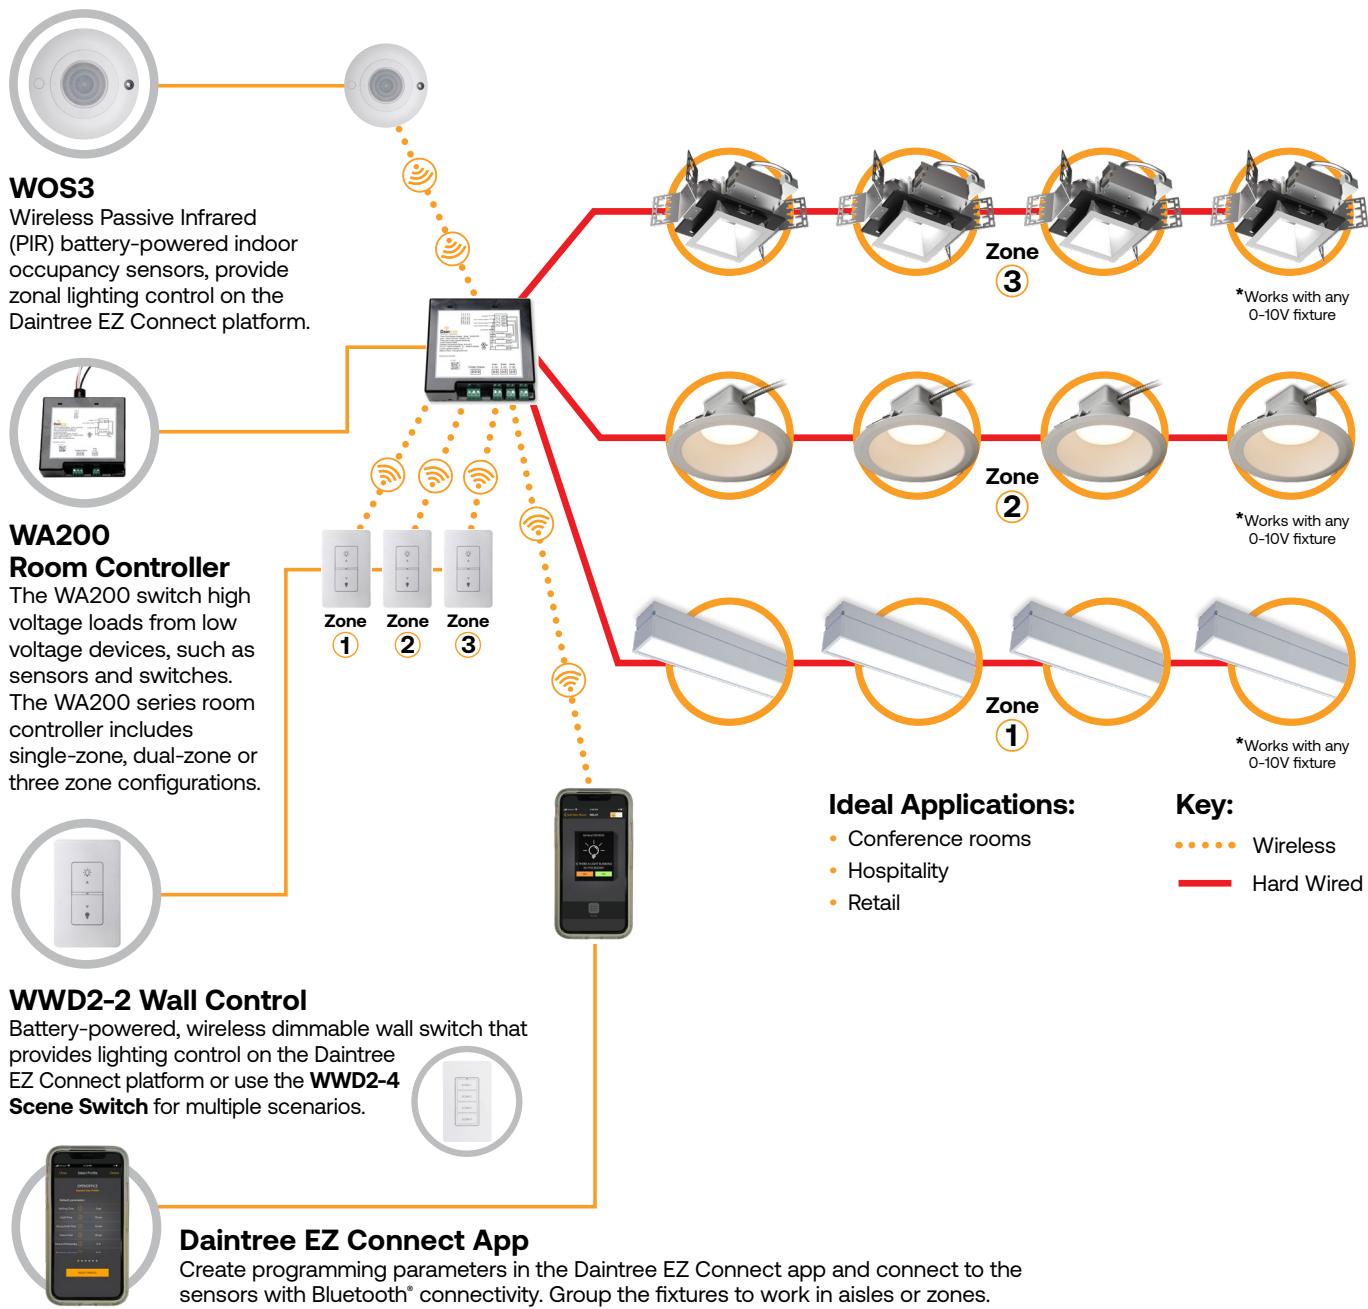 WOS3
Wireless Passive Infrared
(PIR) battery-powered indoor
occupancy sensors, provide
zonal lighting control on the
Daintree EZ Connect platform.
WA200
Room Controller
The WA200 switch high
voltage loads from low
voltage devices, such as
sensors and switches.
The WA200 series room
controller includes
single-zone, dual-zone or
three zone configurations.
Zone
1
Zone
2
Zone
3
Zone
3
*Works with any
0-10V fixture
Zone
2
*Works with any
0-10V fixture
Zone
1
*Works with any
0-10V fixture
Ideal Applications:
• Conference rooms
• Hospitality
• Retail
Key:
Wireless
Hard Wired
WWD2-2 Wall Control
Battery-powered, wireless dimmable wall switch that
provides lighting control on the Daintree
EZ Connect platform or use the WWD2-4
Scene Switch for multiple scenarios.
Daintree EZ Connect App
Create programming parameters in the Daintree EZ Connect app and connect to the
sensors with Bluetooth® connectivity. Group the fixtures to work in aisles or zones.